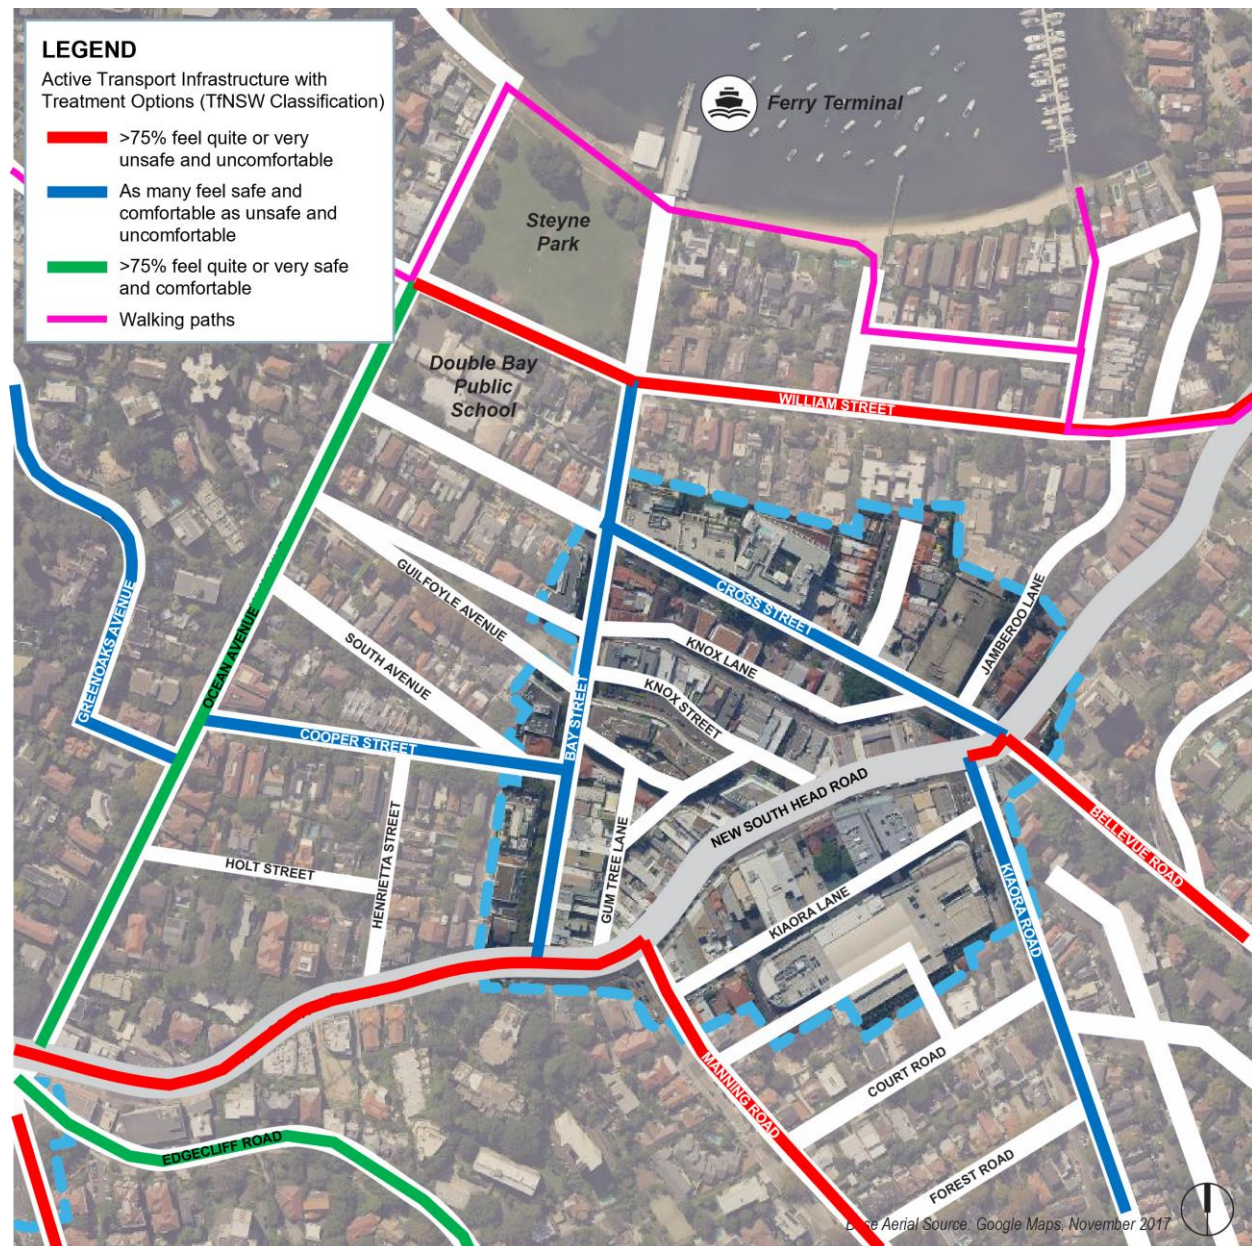 LEGEND
Active Transport Infrastructure with
Treatment Options (TfNSW Classification)
>75% feel quite or very
unsafe and uncomfortable
As many feel safe and
comfortable as unsafe and
uncomfortable
>75% feel quite or very safe
and comfortable
Walking paths
Ferry Terminal
Steyne
Park
Double Bay
Public
School
WILLIAM STREET
GREENOAKS AVENUE
OCEAN AVENUE
GUILFOYLE AVENUE
SOUTH AVENUE
COOPER STREET
BAY STREET
CROSS STREET
KNOX LANE
KNOX STREET
JAMBEROO LANE
NEW SOUTH HEAD ROAD
HOLT STREET
HENRIETTA STREET
GUM TREE LANE
KIAORA LANE
KIAORA ROAD
BELLEVUE ROAD
MANNING ROAD
COURT ROAD
FOREST ROAD
EDGECLIFF ROAD
Aerial Source: Google Maps, November 2017